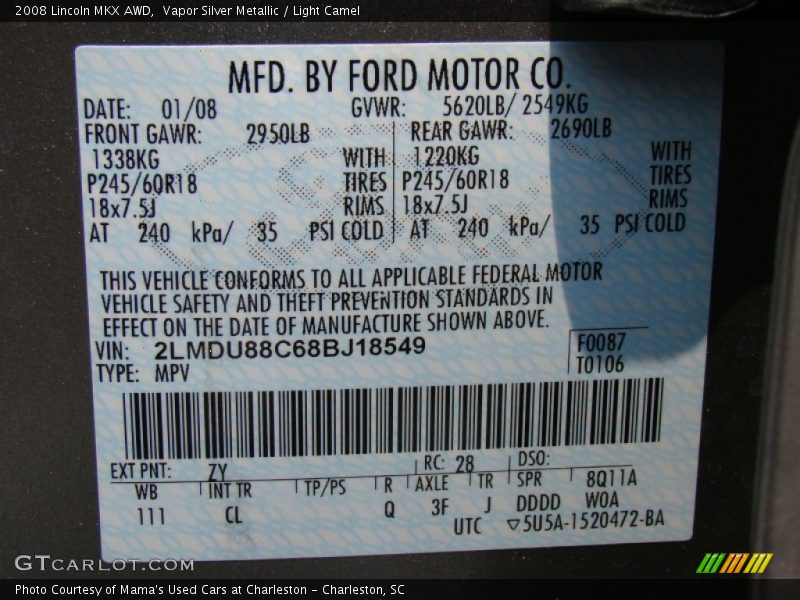 2008 Lincoln MKX AWD,  Vapor Silver Metallic / Light Camel
MFD. BY FORD MOTOR CO.
DATE: 01/08 GVWR: 5620LB/ 2549KG
FRONT GAWR: 2950LB REAR GAWR: 2690LB
1338KG WITH 1220KG WITH
P245/60R18 TIRES P245/60R18 TIRES
18x7.5J RIMS 18x7.5J RIMS
AT 240 kPa/ 35 PSI COLD AT 240 kPa/ 35 PSI COLD
THIS VEHICLE CONFORMS TO ALL APPLICABLE FEDERAL MOTOR
VEHICLE SAFETY AND THEFT PREVENTION STANDARDS IN
EFFECT ON THE DATE OF MANUFACTURE SHOWN ABOVE.
VIN: 2LMDU88C68BJ18549 F0087
TYPE: MPV T0106
EXT PNT: ZY RC: 28 DSO:
WB INT TR TP/PS R AXLE TR SPR 8Q11A
111 CL Q 3F J DDDD WOA
UTC ▽5U5A-1520472-BA
GTCARLOT.COM
Photo Courtesy of Mama's Used Cars at Charleston - Charleston, SC